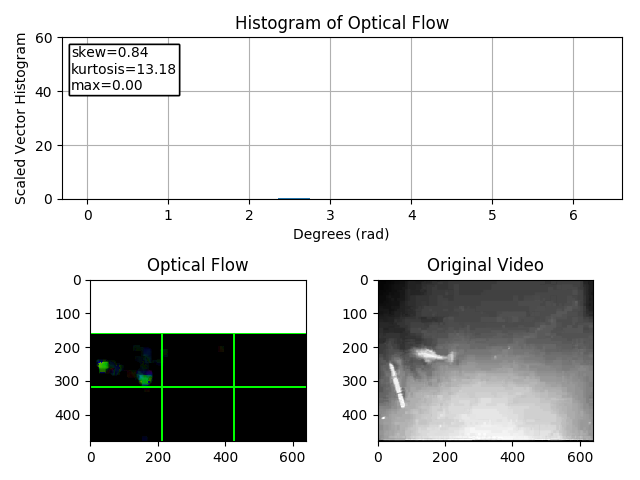 Histogram of Optical Flow
Scaled Vector Histogram
60
40
20
0
skew=0.84
kurtosis=13.18
max=0.00
0 1 2 3 4 5 6
Degrees (rad)
Optical Flow
0
100
200
300
400
0 200 400 600
Original Video
0
100
200
300
400
0 200 400 600